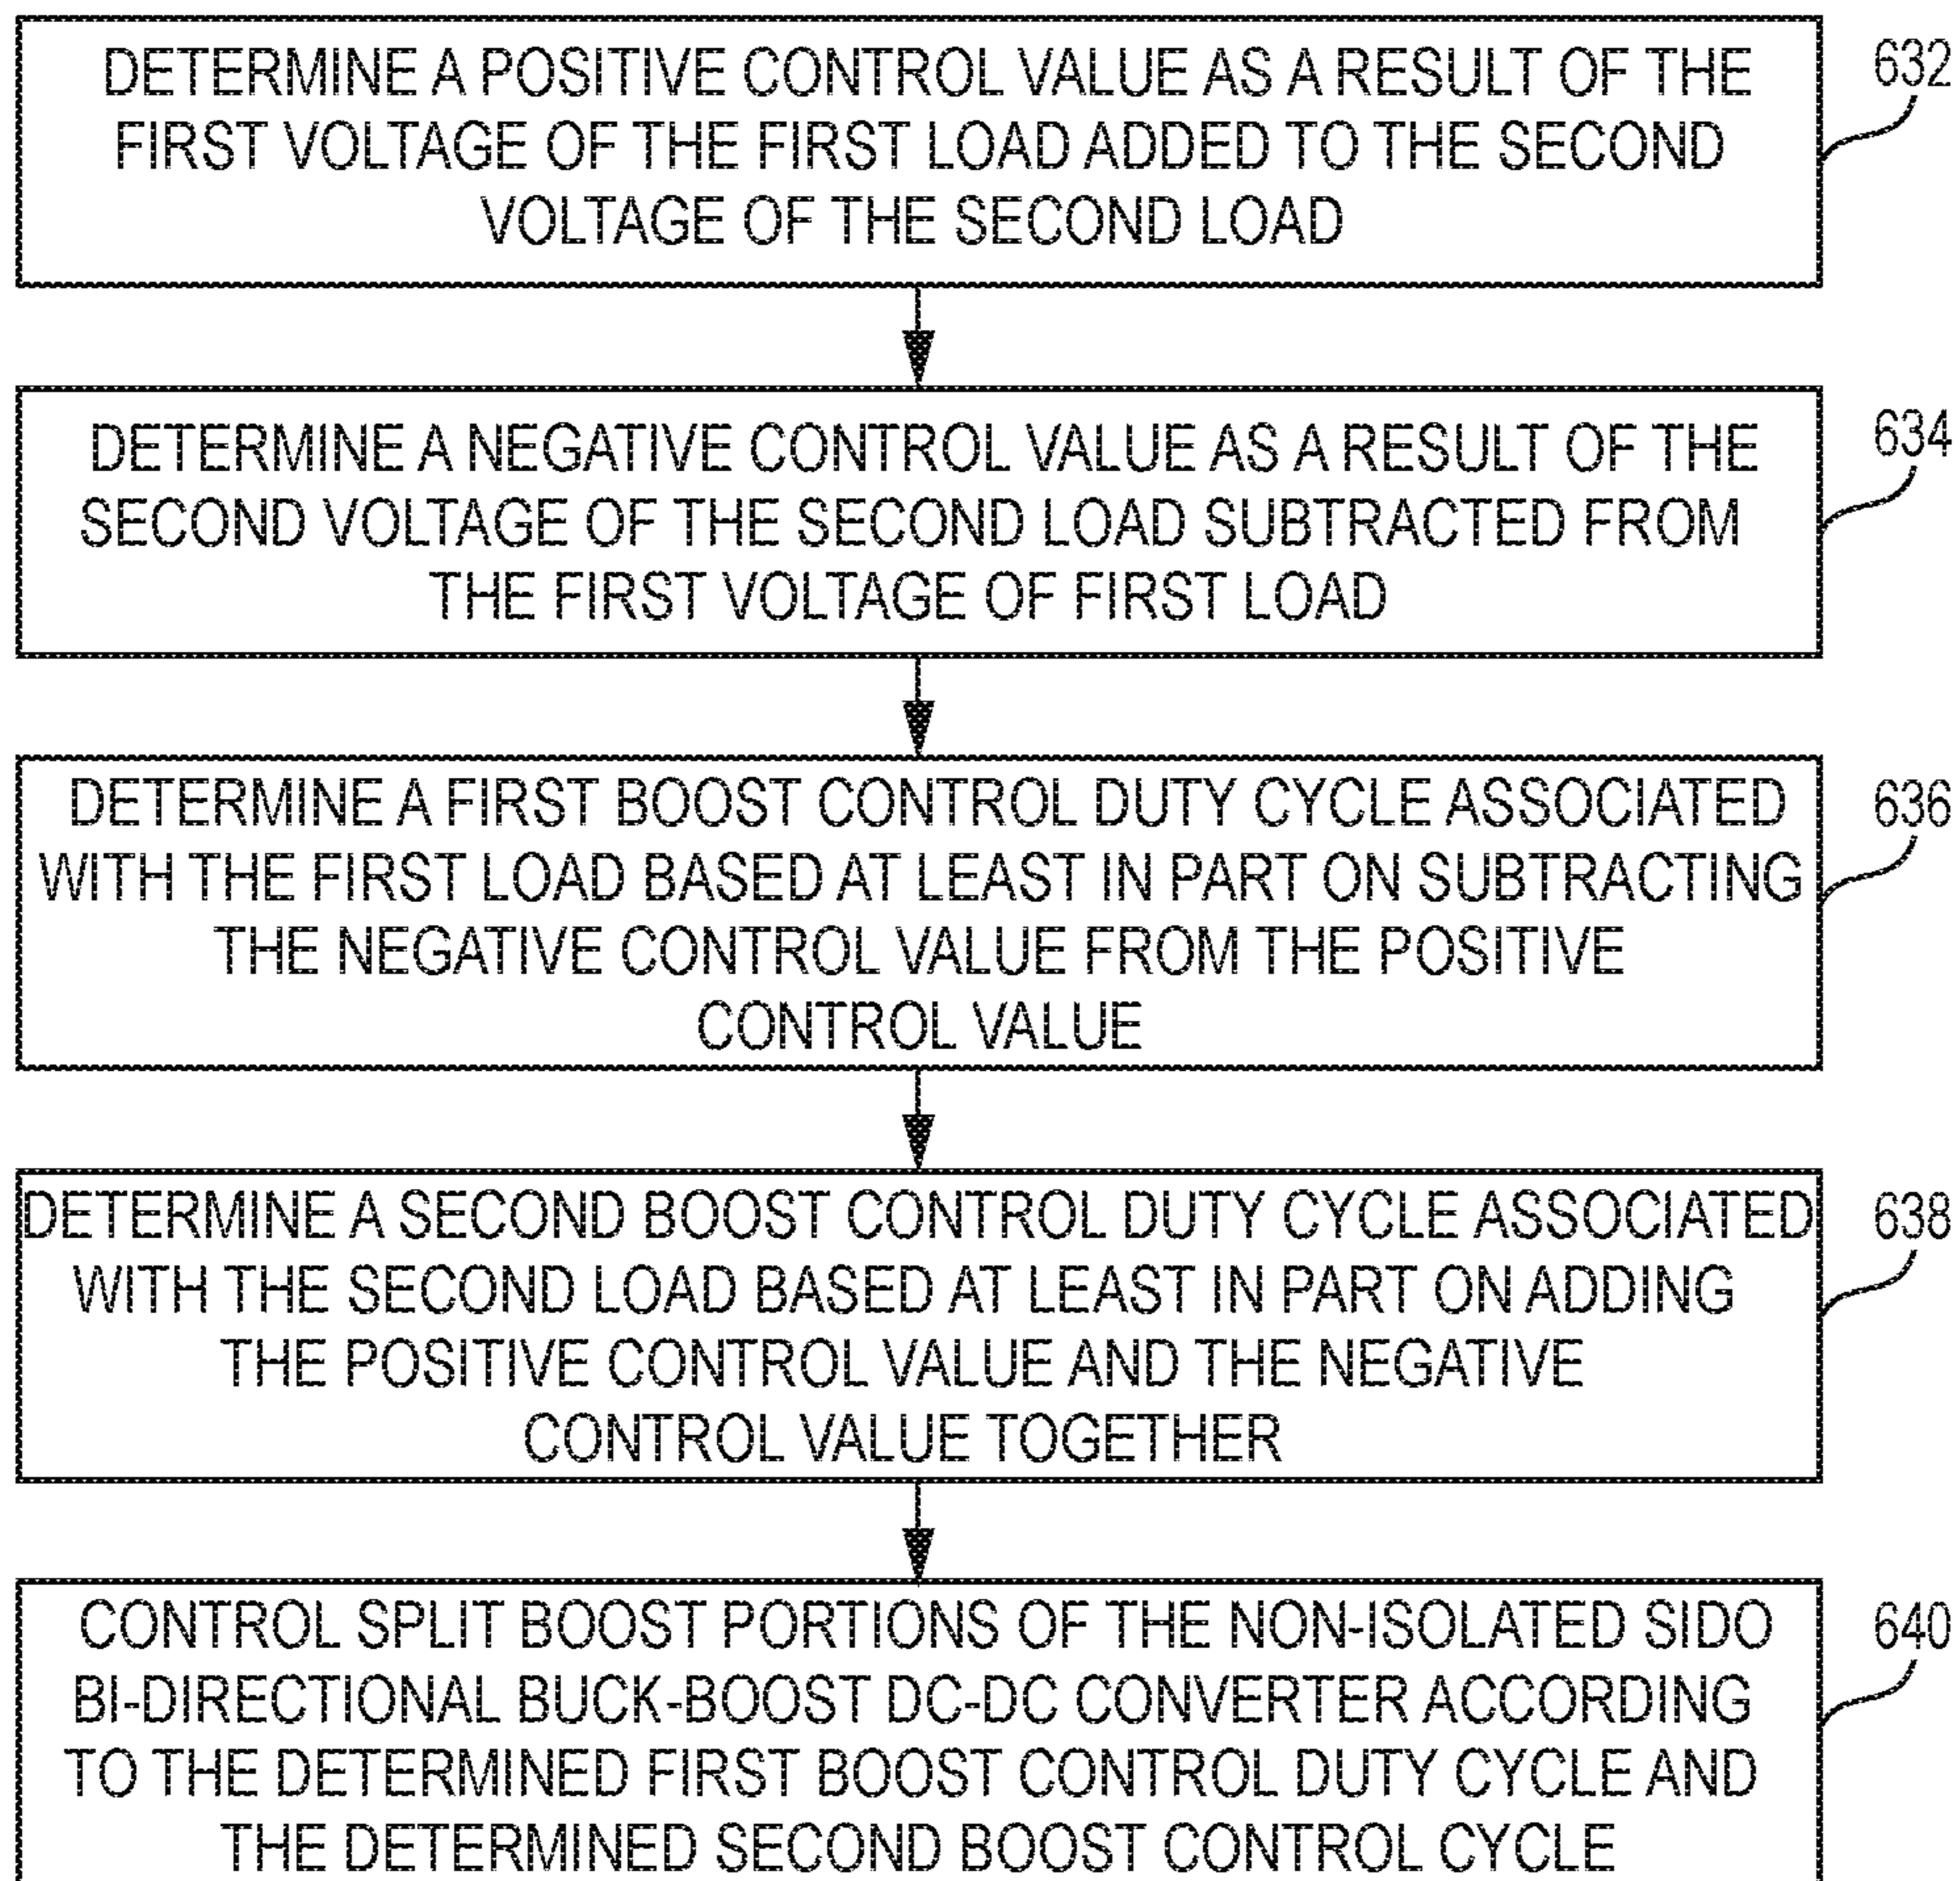 DETERMINE A POSITIVE CONTROL VALUE AS A RESULT OF THE
FIRST VOLTAGE OF THE FIRST LOAD ADDED TO THE SECOND
VOLTAGE OF THE SECOND LOAD
632
DETERMINE A NEGATIVE CONTROL VALUE AS A RESULT OF THE
SECOND VOLTAGE OF THE SECOND LOAD SUBTRACTED FROM
THE FIRST VOLTAGE OF FIRST LOAD
634
DETERMINE A FIRST BOOST CONTROL DUTY CYCLE ASSOCIATED
WITH THE FIRST LOAD BASED AT LEAST IN PART ON SUBTRACTING
THE NEGATIVE CONTROL VALUE FROM THE POSITIVE
CONTROL VALUE
636
DETERMINE A SECOND BOOST CONTROL DUTY CYCLE ASSOCIATED
WITH THE SECOND LOAD BASED AT LEAST IN PART ON ADDING
THE POSITIVE CONTROL VALUE AND THE NEGATIVE
CONTROL VALUE TOGETHER
638
CONTROL SPLIT BOOST PORTIONS OF THE NON-ISOLATED SIDO
BI-DIRECTIONAL BUCK-BOOST DC-DC CONVERTER ACCORDING
TO THE DETERMINED FIRST BOOST CONTROL DUTY CYCLE AND
THE DETERMINED SECOND BOOST CONTROL CYCLE
640